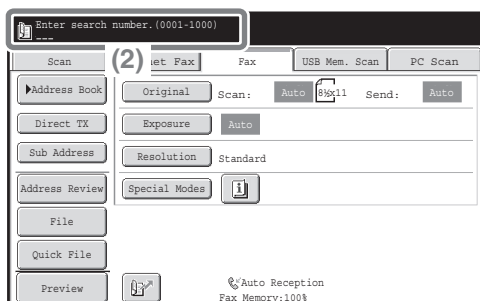 Enter search number.(0001-1000)
___
Scan
(2)
et Fax
Fax
USB Mem. Scan
PC Scan
Address Book
Original
Scan:
Auto
8½x11
Send:
Auto
Direct TX
Exposure
Auto
Sub Address
Resolution
Standard
Address Review
Special Modes
File
Quick File
Preview
Auto Reception
Fax Memory:100%